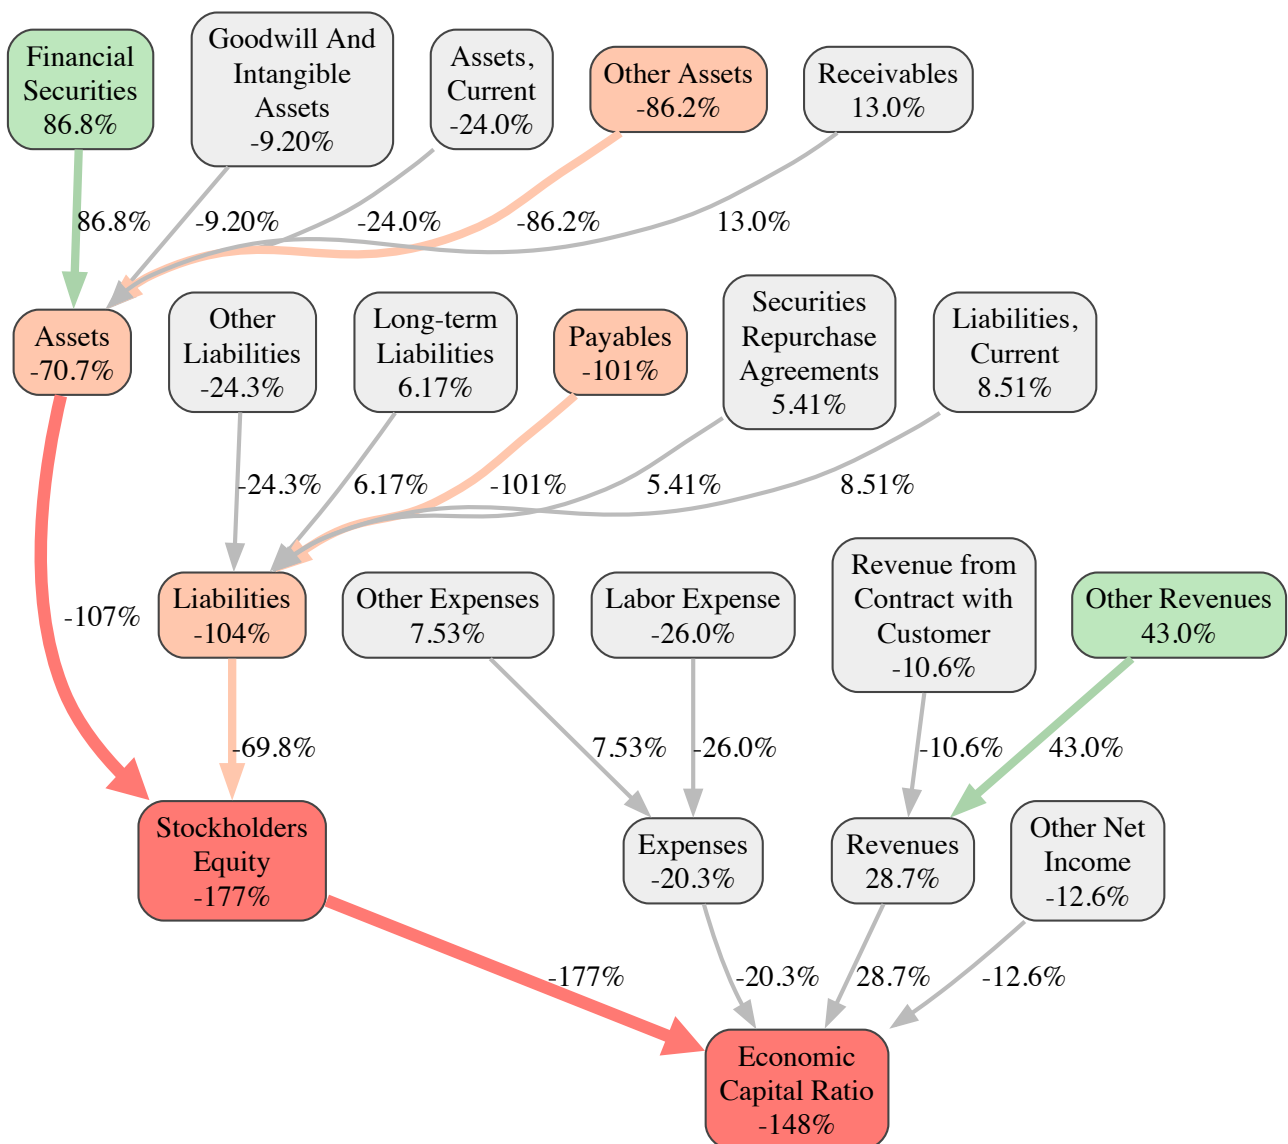 Financial
Securities
86.8%
Goodwill And
Intangible
Assets
-9.20%
Assets,
Current
-24.0%
Other Assets
-86.2%
Receivables
13.0%
86.8%
-9.20%
-24.0%
-86.2%
13.0%
Assets
-70.7%
Other
Liabilities
-24.3%
Long-term
Liabilities
6.17%
Payables
-101%
Securities
Repurchase
Agreements
5.41%
Liabilities,
Current
8.51%
-24.3%
6.17%
-101%
5.41%
8.51%
-107%
Liabilities
-104%
Other Expenses
7.53%
Labor Expense
-26.0%
Revenue from
Contract with
Customer
-10.6%
Other Revenues
43.0%
-69.8%
7.53%
-26.0%
-10.6%
43.0%
Stockholders
Equity
-177%
Expenses
-20.3%
Revenues
28.7%
Other Net
Income
-12.6%
-177%
-20.3%
28.7%
-12.6%
Economic
Capital Ratio
-148%